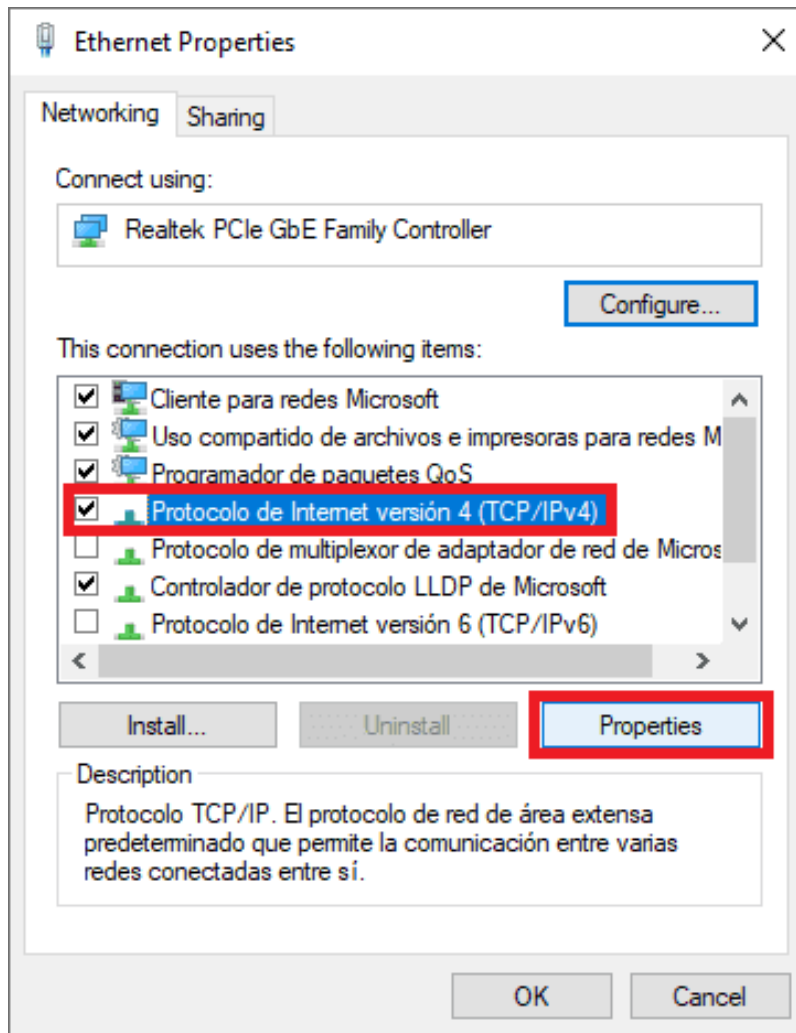 Ethernet Properties
Networking
Sharing
Connect using:
Realtek PCIe GbE Family Controller
Configure...
This connection uses the following items:
Cliente para redes Microsoft
Uso compartido de archivos e impresoras para redes M
Programador de paquetes QoS
Protocolo de Internet versión 4 (TCP/IPv4)
Protocolo de multiplexor de adaptador de red de Micros
Controlador de protocolo LLDP de Microsoft
Protocolo de Internet versión 6 (TCP/IPv6)
Install...
Uninstall
Properties
Description
Protocolo TCP/IP. El protocolo de red de área extensa
predeterminado que permite la comunicación entre varias
redes conectadas entre sí.
OK
Cancel